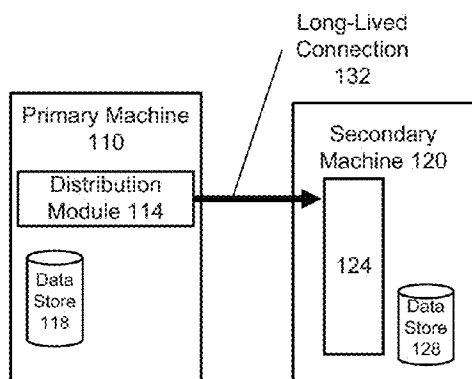 Long-Lived
Connection
132
Primary Machine
110
Distribution
Module 114
Data
Store
118
Secondary
Machine 120
124
Data
Store
128